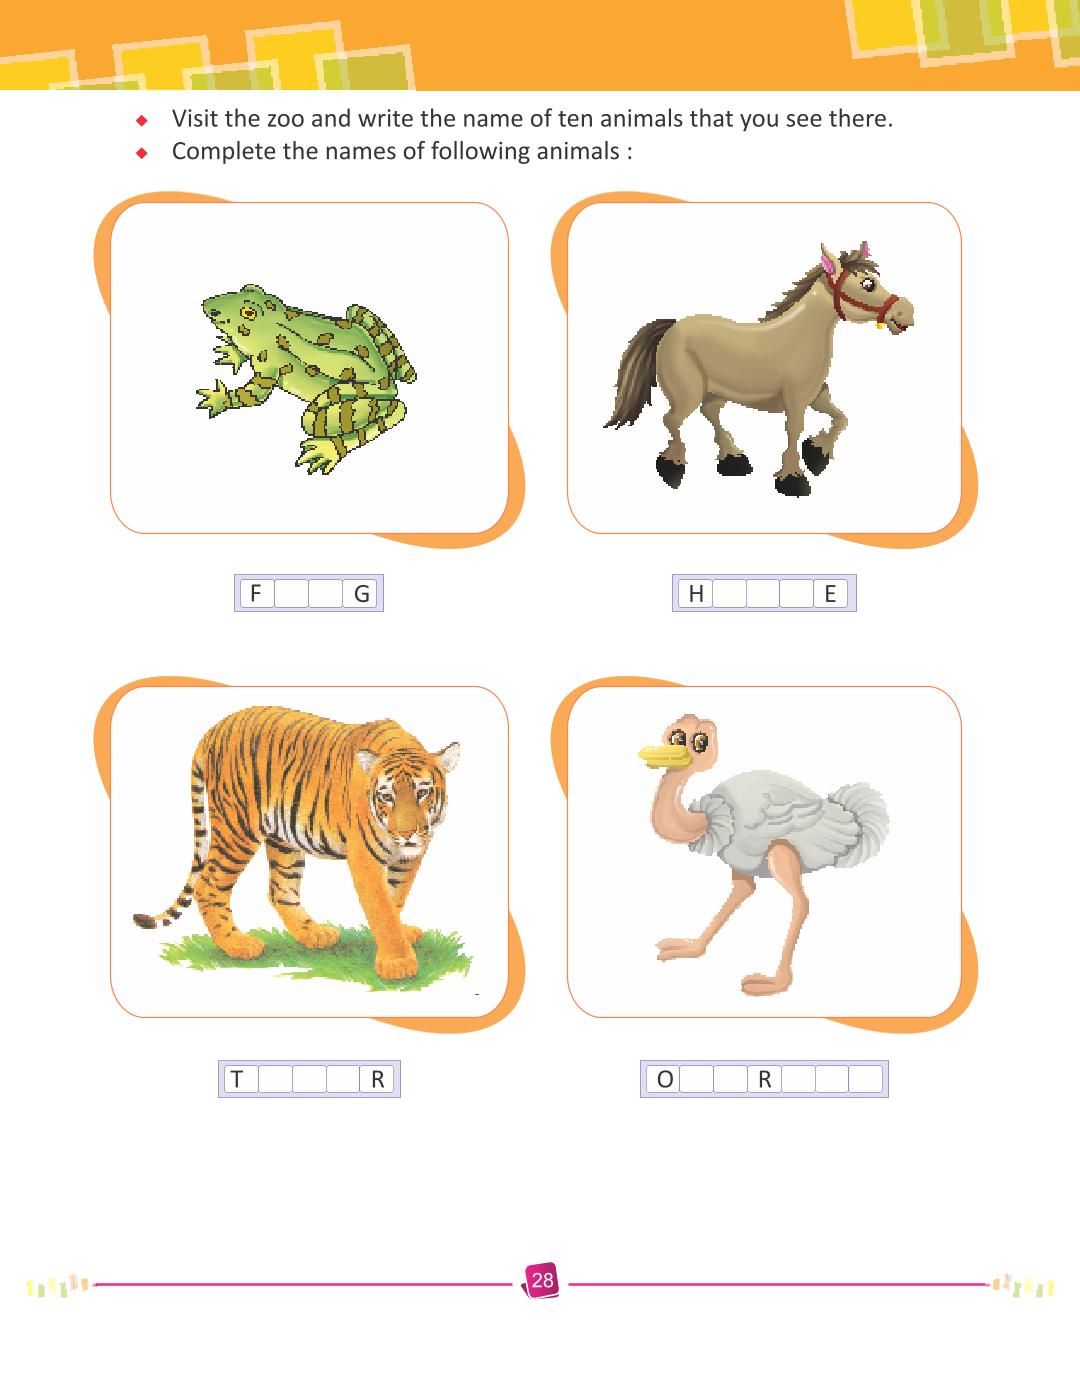 Visit the zoo and write the name of ten animals that you see there.
Complete the names of following animals :
F G
H E
T R
O R
28